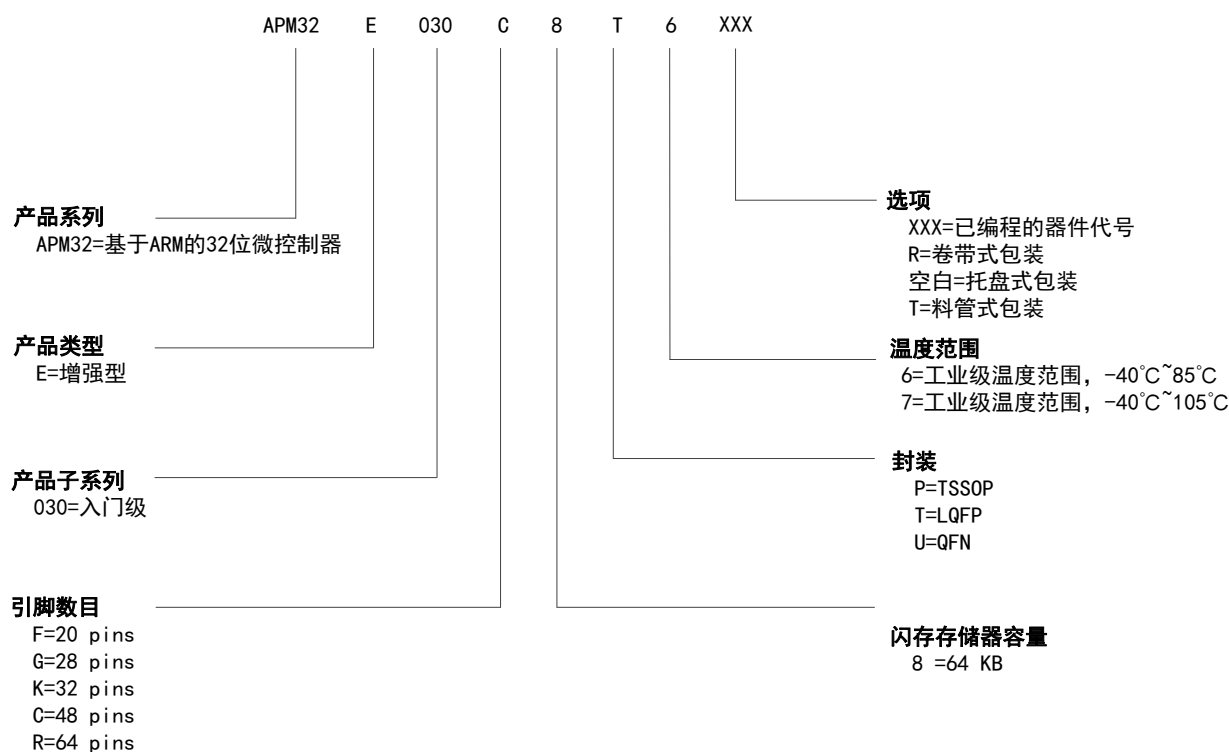 APM32 E 030 C 8 T 6 XXX
产品系列
APM32=基于ARM的32位微控制器
产品类型
E=增强型
产品子系列
030=入门级
引脚数目
F=20 pins
G=28 pins
K=32 pins
C=48 pins
R=64 pins
选项
XXX=已编程的器件代号
R=卷带式包装
空白=托盘式包装
T=料管式包装
温度范围
6=工业级温度范围，-40℃~85℃
7=工业级温度范围，-40℃~105℃
封装
P=TSSOP
T=LQFP
U=QFN
闪存存储器容量
8 =64 KB